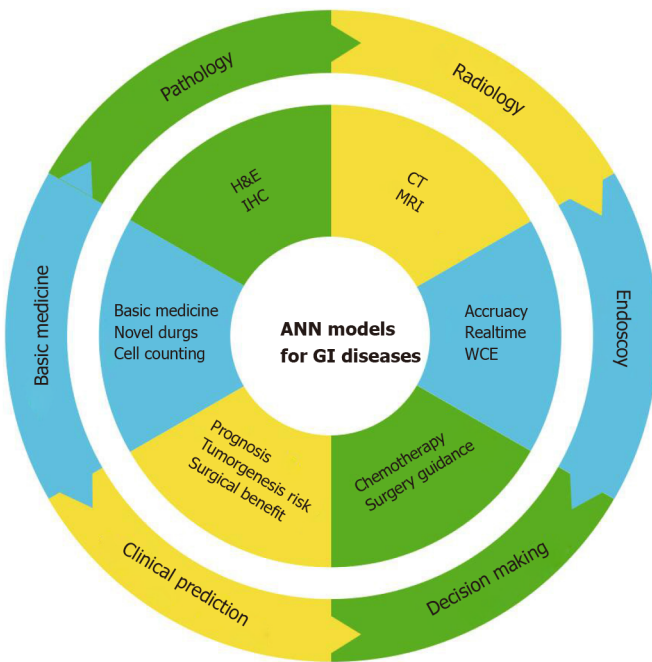 Pathology
Radiology
Endoscoy
Decision making
Clinical prediction
Basic medicine
H&E
IHC
CT
MRI
Accruacy
Realtime
WCE
Chemotherapy
Surgery guidance
Prognosis
Tumorgenesis risk
Surgical benefit
Basic medicine
Novel durgs
Cell counting
ANN models
for GI diseases